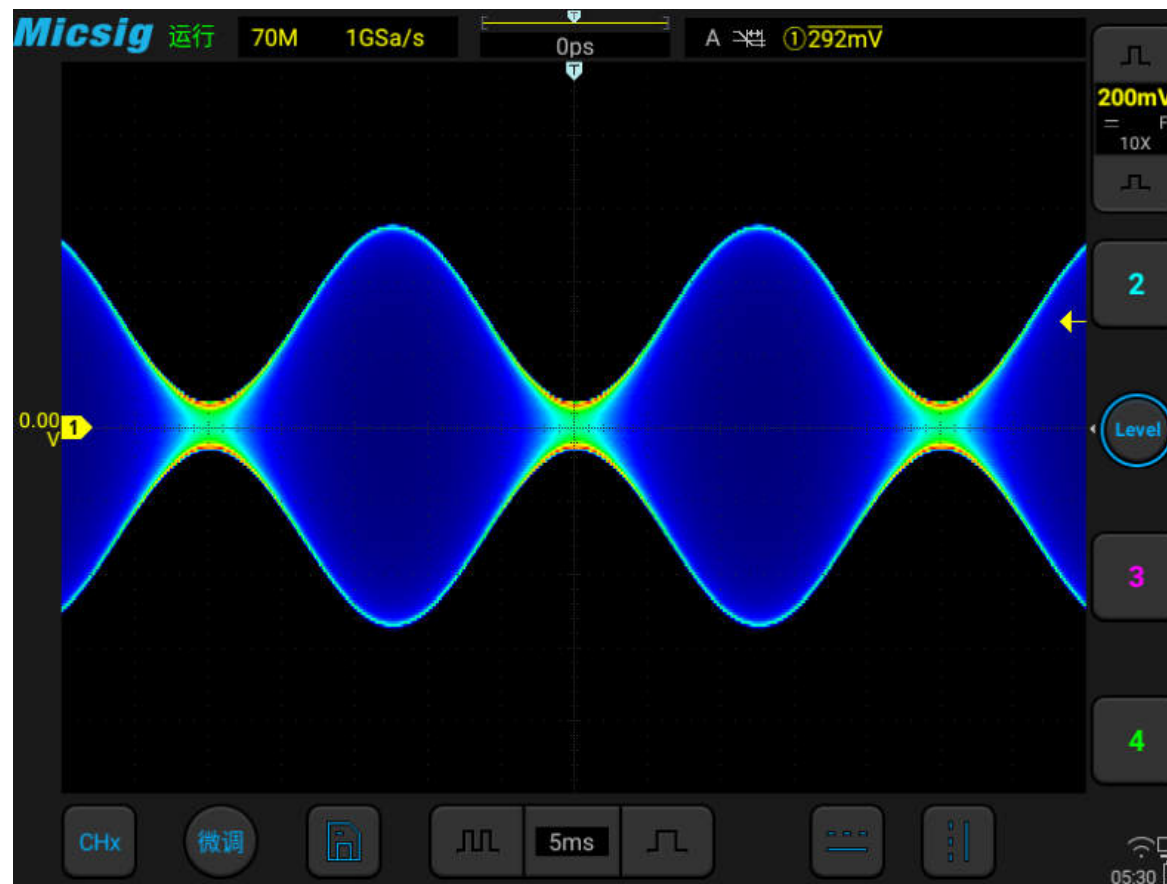 Micsig 运行 70M 1GSa/s 0ps A ①292mV
T
T
200mV
F
10X
2
0.00
V
1
Level
3
4
CHx 微调 5ms
05:30